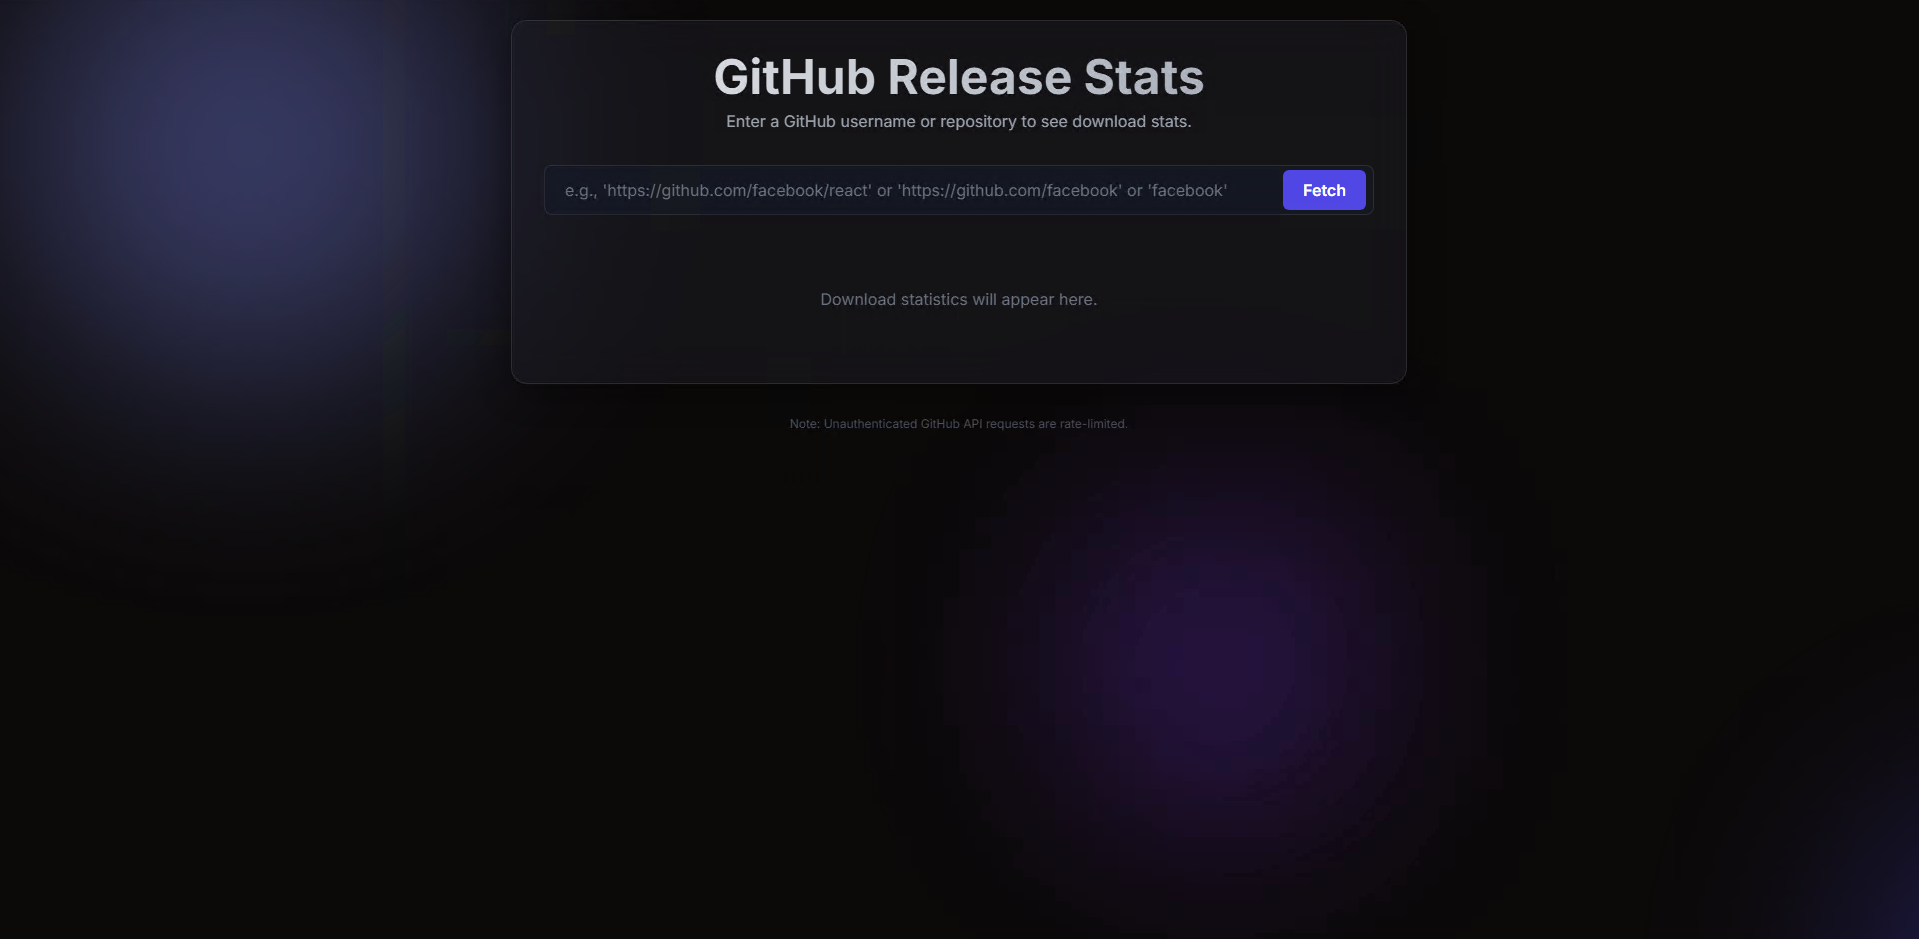 GitHub Release Stats
Enter a GitHub username or repository to see download stats.
e.g., 'https://github.com/facebook/react' or 'https://github.com/facebook' or 'facebook'
Fetch
Download statistics will appear here.
Note: Unauthenticated GitHub API requests are rate-limited.